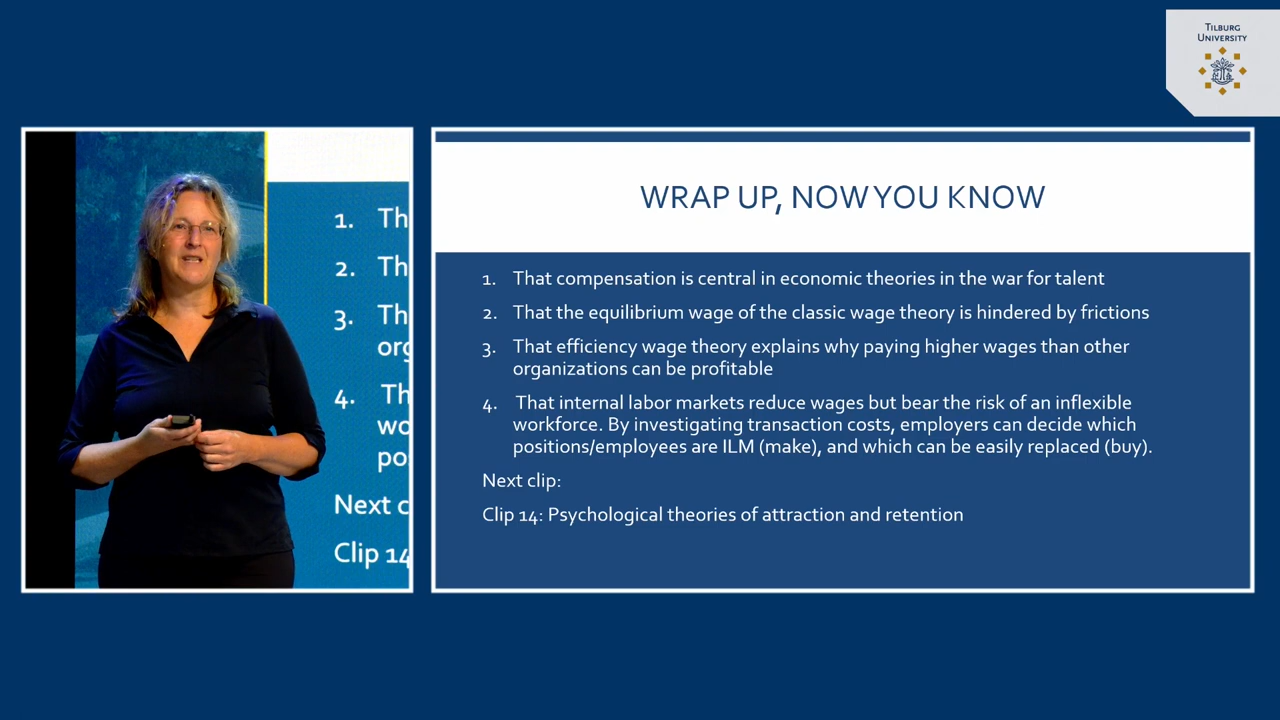 TILBURG
UNIVERSITY
1. Th
2. Th
3. Th
org
4. Th
wo
po
Next c
Clip 14
WRAP UP, NOW YOU KNOW
1. That compensation is central in economic theories in the war for talent
2. That the equilibrium wage of the classic wage theory is hindered by frictions
3. That efficiency wage theory explains why paying higher wages than other
organizations can be profitable
4. That internal labor markets reduce wages but bear the risk of an inflexible
workforce. By investigating transaction costs, employers can decide which
positions/employees are ILM (make), and which can be easily replaced (buy).
Next clip:
Clip 14: Psychological theories of attraction and retention